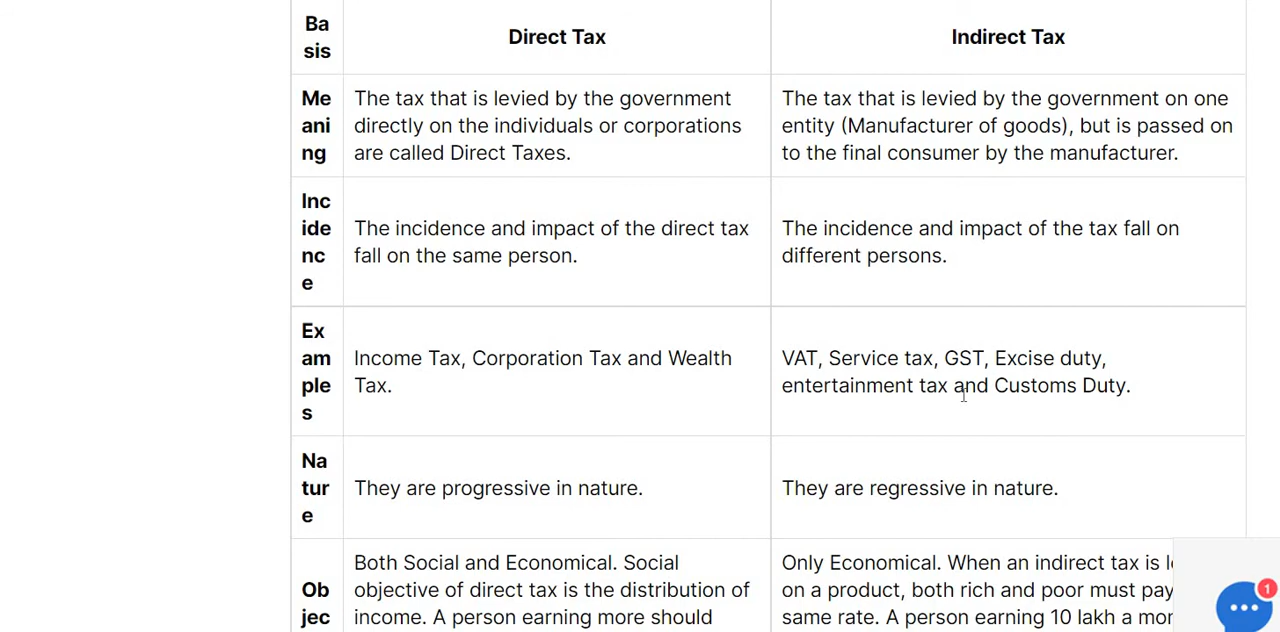 Ba
sis
Direct Tax
Indirect Tax
Me
ani
ng
The tax that is levied by the government
directly on the individuals or corporations
are called Direct Taxes.
The tax that is levied by the government on one
entity (Manufacturer of goods), but is passed on
to the final consumer by the manufacturer.
Inc
ide
nc
e
The incidence and impact of the direct tax
fall on the same person.
The incidence and impact of the tax fall on
different persons.
Ex
am
ple
s
Income Tax, Corporation Tax and Wealth
Tax.
VAT, Service tax, GST, Excise duty,
entertainment tax and Customs Duty.
Na
tur
e
They are progressive in nature.
They are regressive in nature.
Ob
jec
Both Social and Economical. Social
objective of direct tax is the distribution of
income. A person earning more should
Only Economical. When an indirect tax is
on a product, both rich and poor must pay
same rate. A person earning 10 lakh a
1